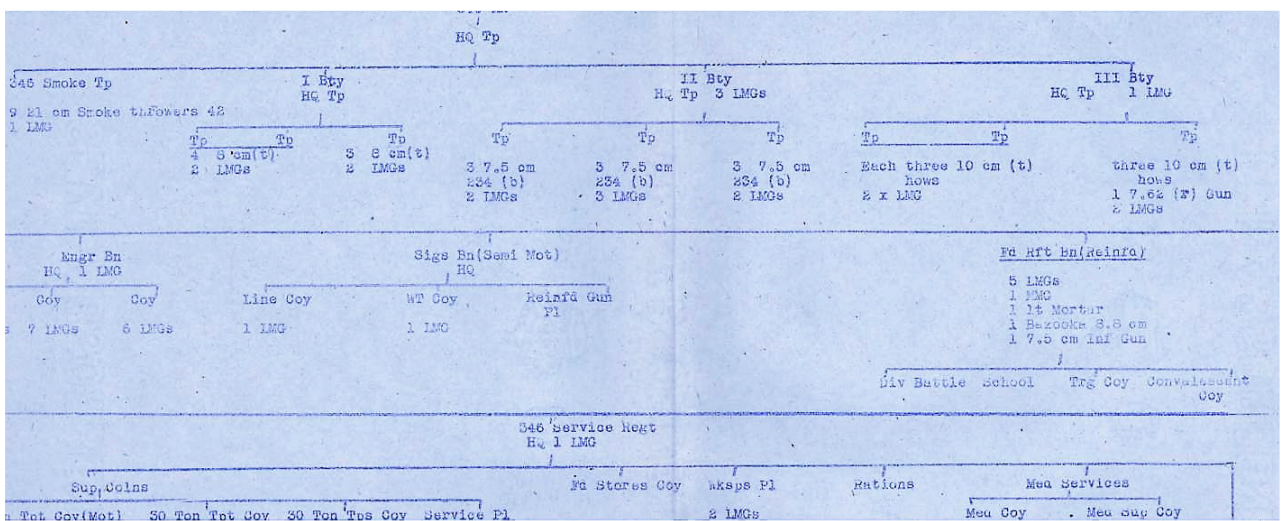 HQ Tp
346 Smoke Tp
I Bty
II Bty
III Bty
HQ Tp
HQ Tp 3 LMGs
HQ Tp 1 LMG
9 21 cm Smoke throwers 42
1 LMG
Tp Tp Tp Tp Tp Tp Tp Tp Tp
4 8 cm(t) 3 8 cm(t)
2 LMGs 2 LMGs
3 7.5 cm 3 7.5 cm 3 7.5 cm
234 (b) 234 (b) 234 (b)
2 LMGs 3 LMGs 2 LMGs
Each three 10 cm (t)
hows
2 x LMG
three 10 cm (t)
hows
1 7.62 (r) Gun
2 LMGs
Engr Bn
HQ, 1 LMG
Coy Coy
7 LMGs 6 LMGs
Sigs Bn(Semi Mot)
HQ
Line Coy WT Coy Reinfd Gun
Pl
1 LMG 1 LMG
Fd Rft Bn(Reinfd)
5 LMGs
1 MMG
1 lt Mortar
1 Bazooka 8.8 cm
1 7.5 cm Inf Gun
Div Battle School Trg Coy Convalescent
Coy
346 Service Regt
HQ 1 LMG
Sup Colns Fd Stores Coy Wksps Pl Rations Med Services
Tpt Coy(Mot) 30 Ton Tpt Coy 30 Ton Tps Coy Service Pl 2 LMGs Med Coy Med Sup Coy